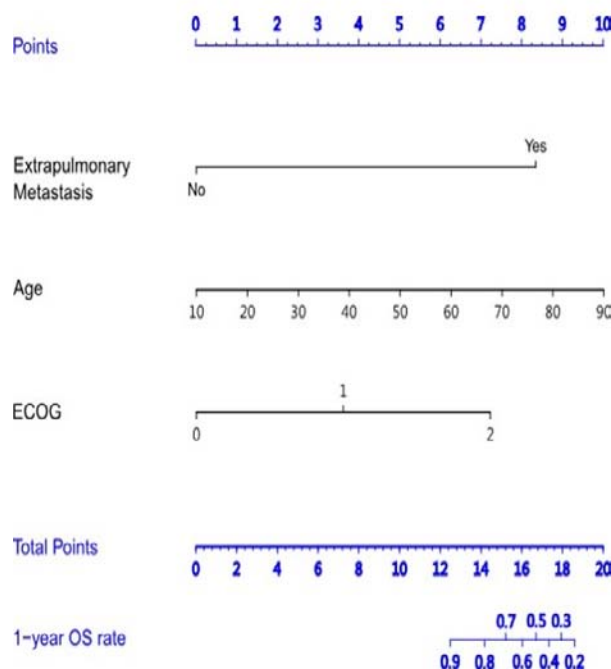 Points 0 1 2 3 4 5 6 7 8 9 10
Yes
Extrapulmonary
Metastasis
No
Age
10 20 30 40 50 60 70 80 90
1
ECOG
0 2
Total Points
0 2 4 6 8 10 12 14 16 18 20
0.7 0.5 0.3
1-year OS rate
0.9 0.8 0.6 0.4 0.2